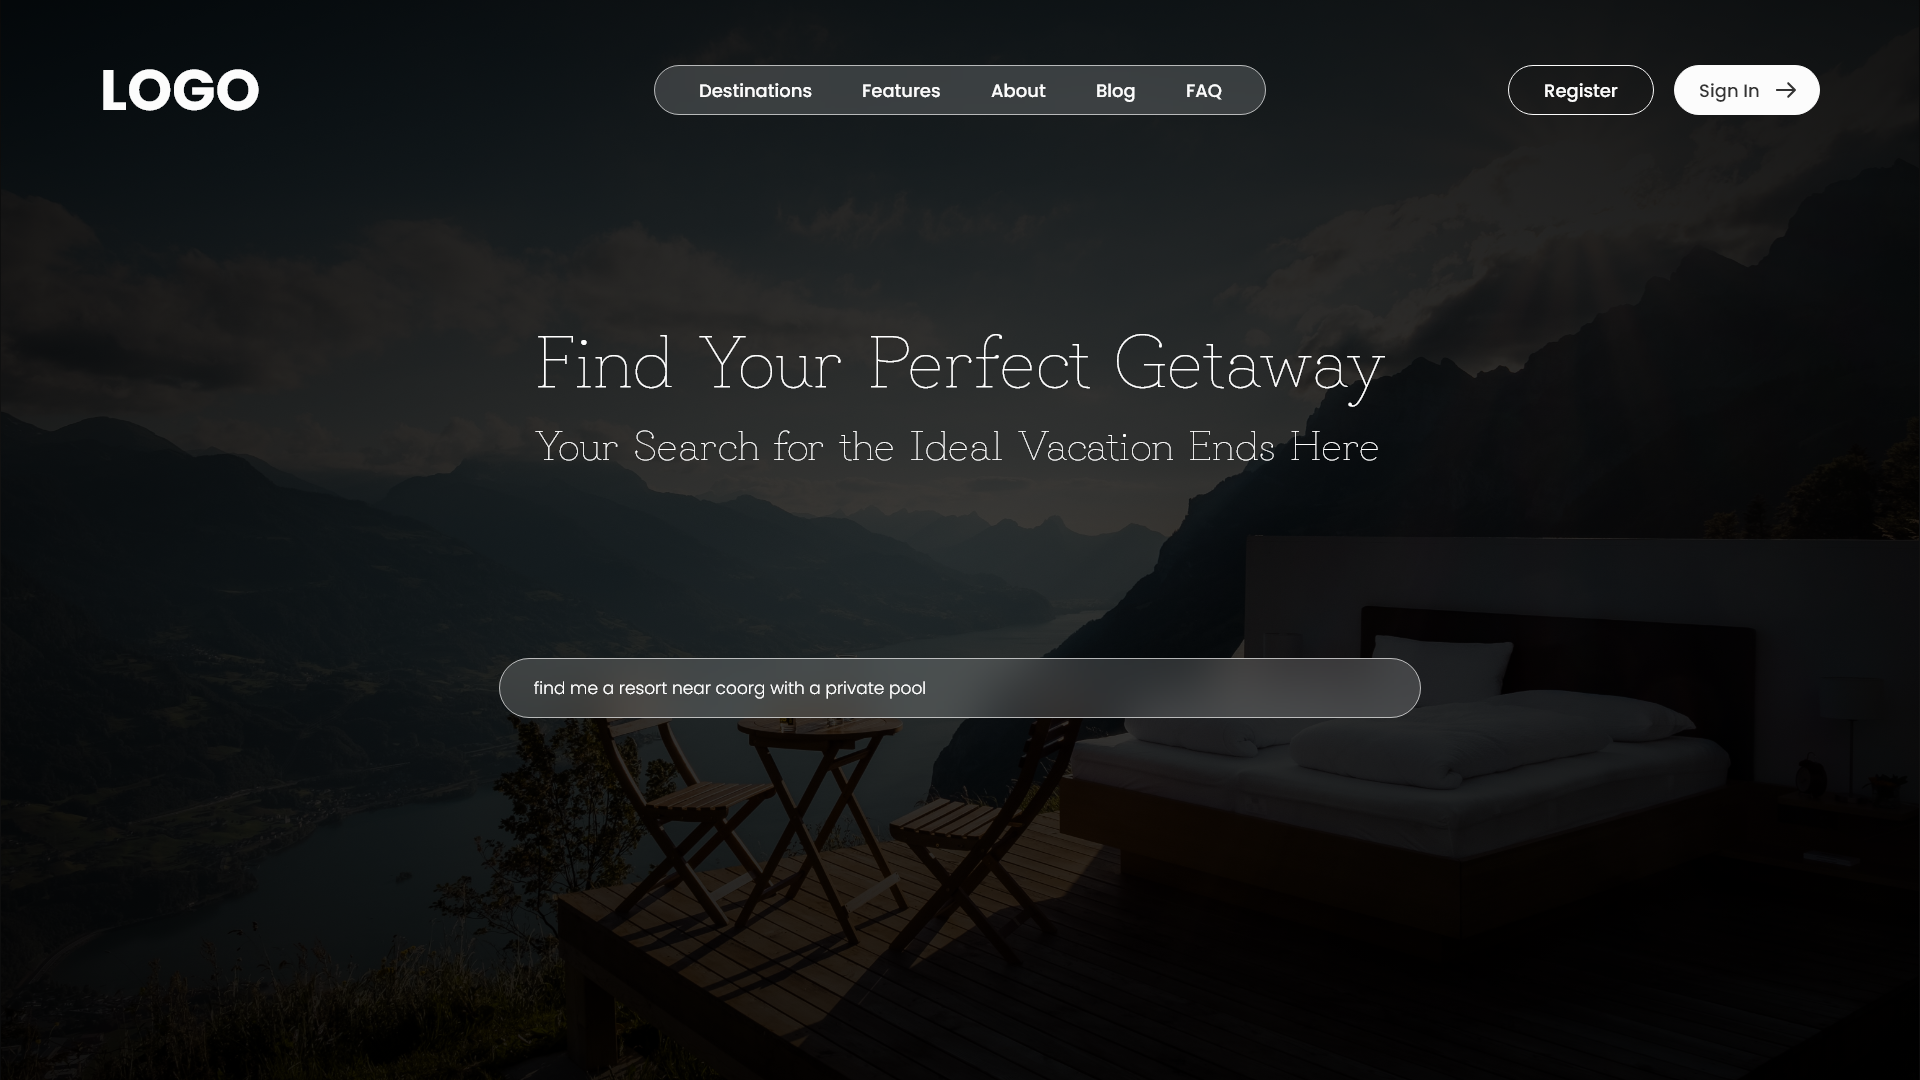 LOGO
Destinations Features About Blog FAQ
Register
Sign In
Find Your Perfect Getaway
Your Search for the Ideal Vacation Ends Here
find me a resort near coorg with a private pool